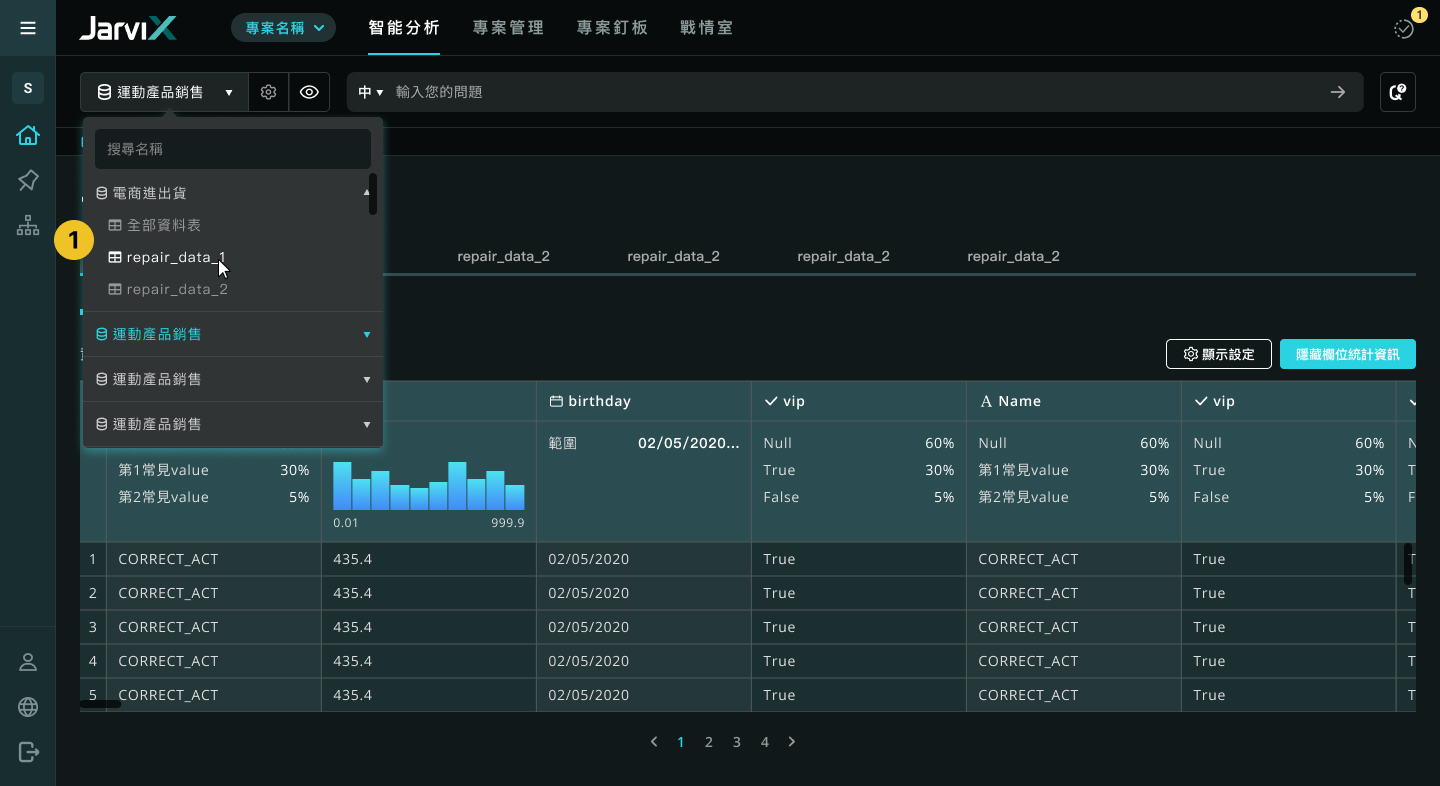 JarviX
專案名稱
智能分析
專案管理
專案釘板
戰情室
1
S
運動產品銷售
中
輸入您的問題
搜尋名稱
電商進出貨
全部資料表
1
repair_data_1
repair_data_2
運動產品銷售
運動產品銷售
運動產品銷售
repair_data_2 repair_data_2 repair_data_2 repair_data_2
顯示設定 隱藏欄位統計資訊
birthday vip Name vip
範圍 02/05/2020... Null 60% Null 60% Null 60%
第1常見value 30% True 30% 第1常見value 30% True 30%
第2常見value 5% False 5% 第2常見value 5% False 5%
0.01 999.9
1 CORRECT_ACT 435.4 02/05/2020 True CORRECT_ACT True
2 CORRECT_ACT 435.4 02/05/2020 True CORRECT_ACT True
3 CORRECT_ACT 435.4 02/05/2020 True CORRECT_ACT True
4 CORRECT_ACT 435.4 02/05/2020 True CORRECT_ACT True
5 CORRECT_ACT 435.4 02/05/2020 True CORRECT_ACT True
1 2 3 4